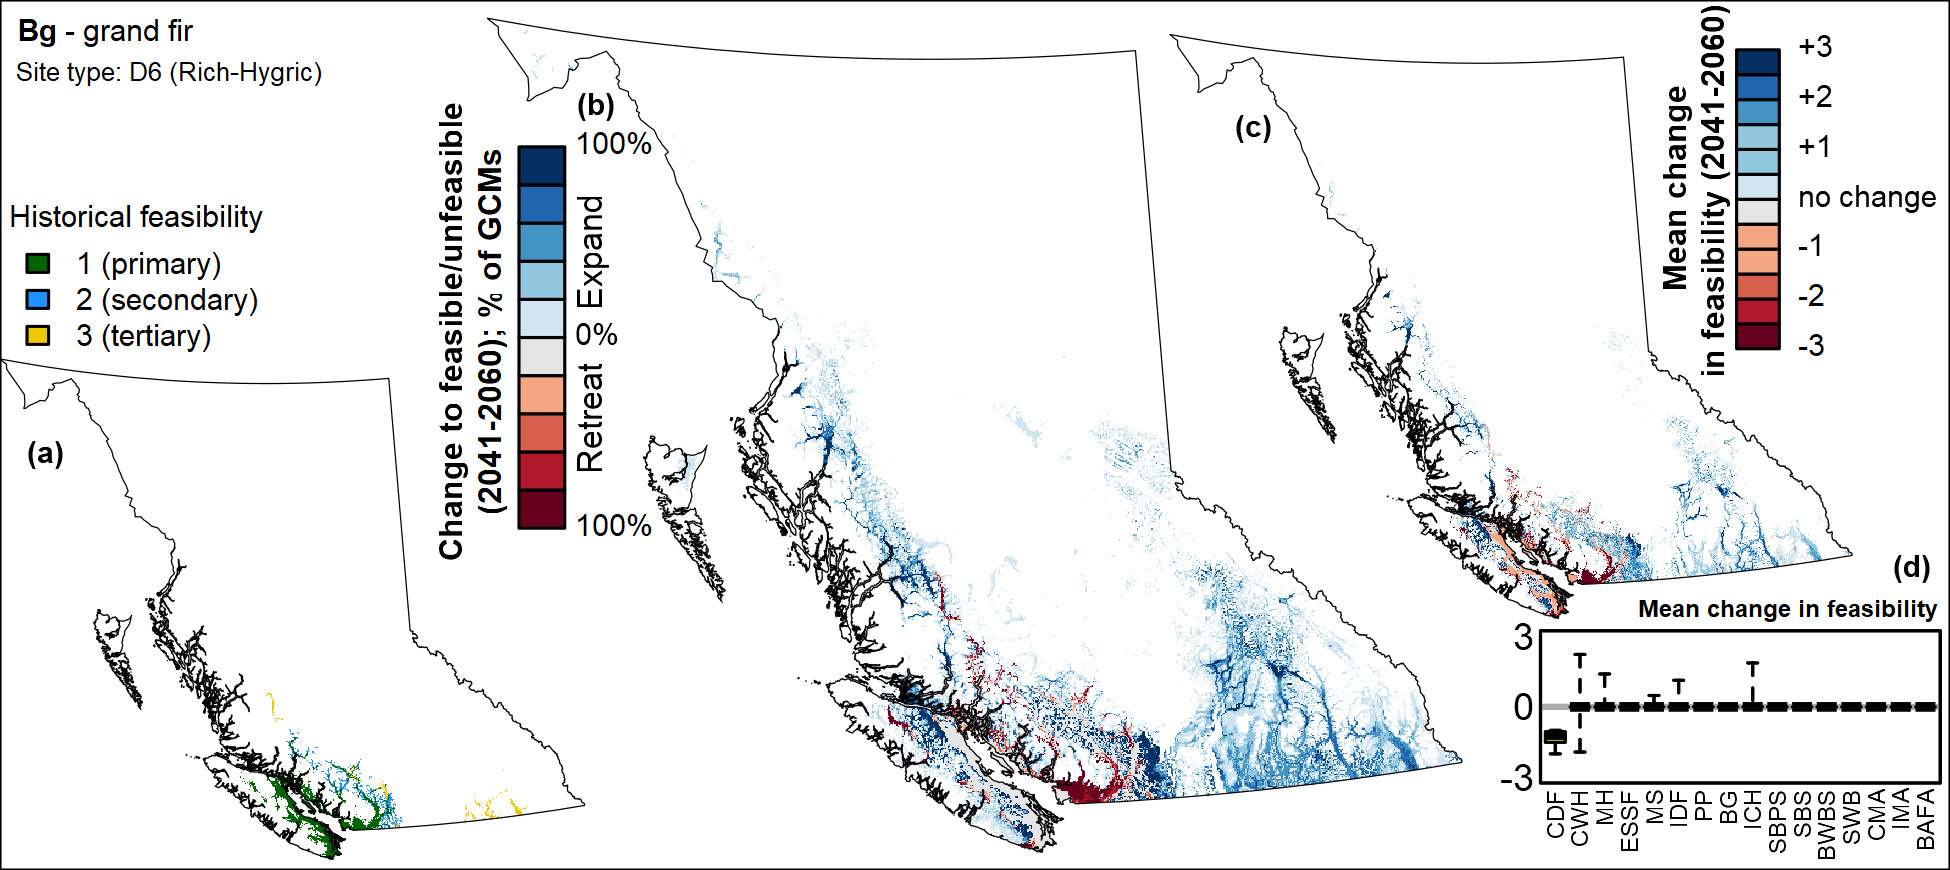 Bg - grand fir
Site type: D6 (Rich-Hygric)
Historical feasibility
1 (primary)
2 (secondary)
3 (tertiary)
(a)
(b)
Change to feasible/unfeasible
(2041-2060); % of GCMs
100%
Expand
0%
Retreat
100%
(c)
Mean change
in feasibility (2041-2060)
+3
+2
+1
no change
-1
-2
-3
(d)
Mean change in feasibility
3
0
-3
CDF
CWH
MH
ESSF
MS
IDF
PP
BG
ICH
SBPS
SBS
BWBS
SWB
CMA
IMA
BAFA